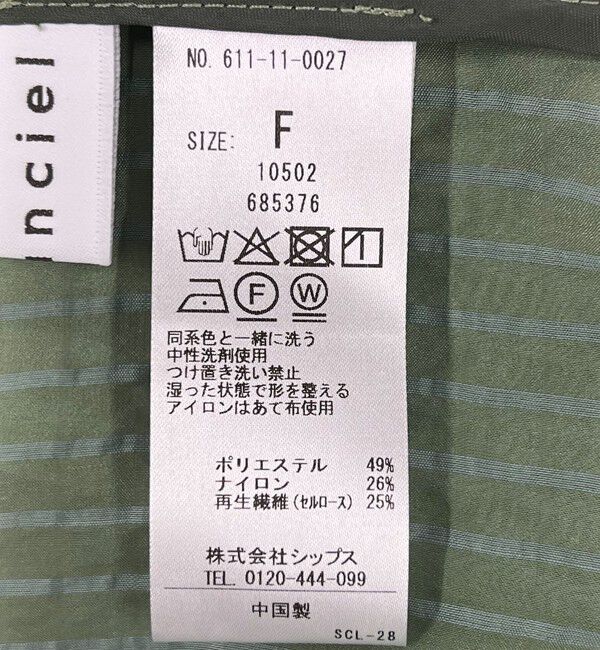 nciel
NO. 611-11-0027
SIZE: F
10502
685376
F W
同系色と一緒に洗う
中性洗剤使用
つけ置き洗い禁止
湿った状態で形を整える
アイロンはあて布使用
ポリエステル 49%
ナイロン 26%
再生繊維(セルロース) 25%
株式会社シップス
TEL. 0120-444-099
中国製
SCL-28